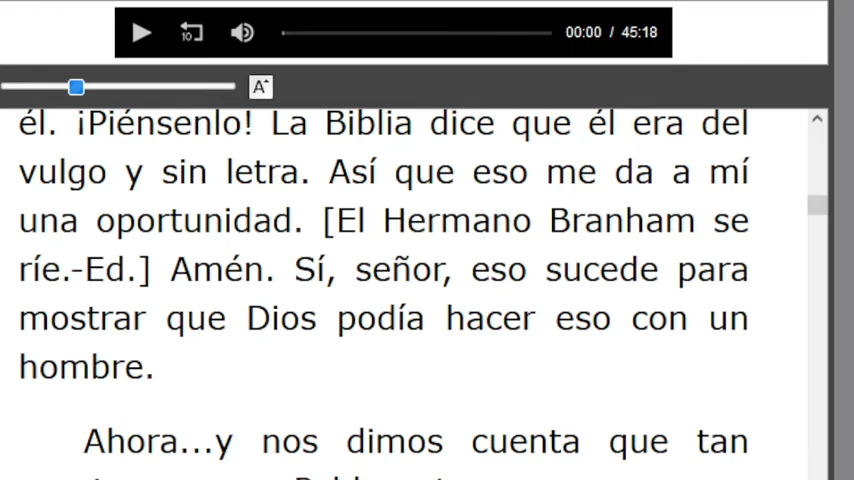 10
00:00 / 45:18
A
él. ¡Piénsenlo! La Biblia dice que él era del
vulgo y sin letra. Así que eso me da a mí
una oportunidad. [El Hermano Branham se
ríe.-Ed.] Amén. Sí, señor, eso sucede para
mostrar que Dios podía hacer eso con un
hombre.
Ahora...y nos dimos cuenta que tan